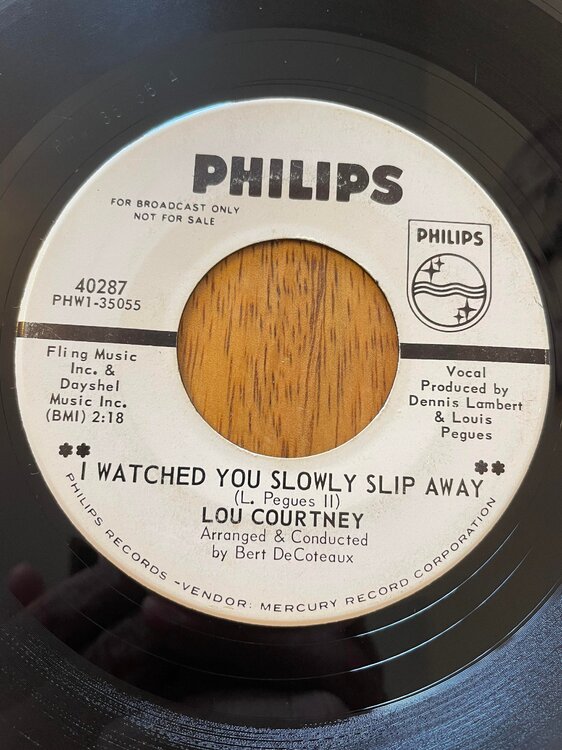 PHILIPS
FOR BROADCAST ONLY
NOT FOR SALE
PHILIPS
40287
PHW1-35055
Fling Music
Inc. &
Dayshel
Music Inc.
(BMI) 2:18
Vocal
Produced by
Dennis Lambert
& Louis
Pegues
** I WATCHED YOU SLOWLY SLIP AWAY **
(L. Pegues II)
LOU COURTNEY
Arranged & Conducted
by Bert DeCoteaux
PHILIPS RECORDS -VENDOR: MERCURY RECORD CORPORATION